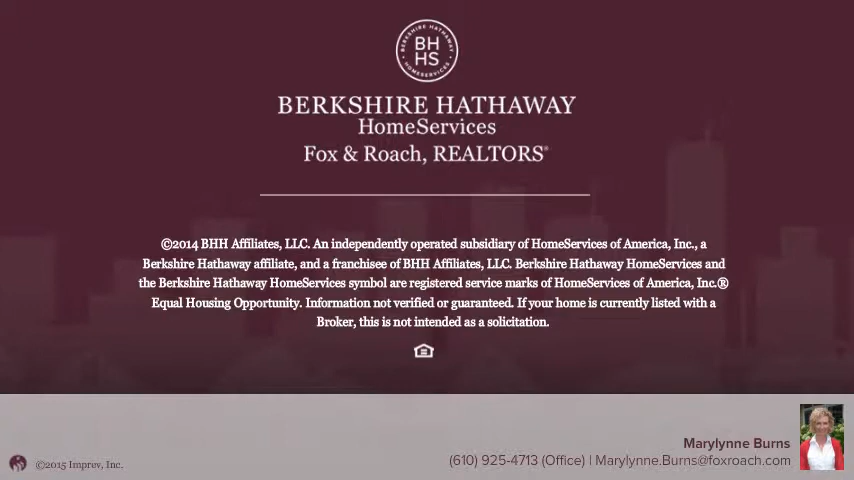 BERKSHIRE HATHAWAY
HOMESERVICES
BH
HS
BERKSHIRE HATHAWAY
HomeServices
Fox & Roach, REALTORS®
©2014 BHH Affiliates, LLC. An independently operated subsidiary of HomeServices of America, Inc., a
Berkshire Hathaway affiliate, and a franchisee of BHH Affiliates, LLC. Berkshire Hathaway HomeServices and
the Berkshire Hathaway HomeServices symbol are registered service marks of HomeServices of America, Inc.®
Equal Housing Opportunity. Information not verified or guaranteed. If your home is currently listed with a
Broker, this is not intended as a solicitation.
Marylynne Burns
(610) 925-4713 (Office) | Marylynne.Burns@foxroach.com
©2015 Imprev, Inc.